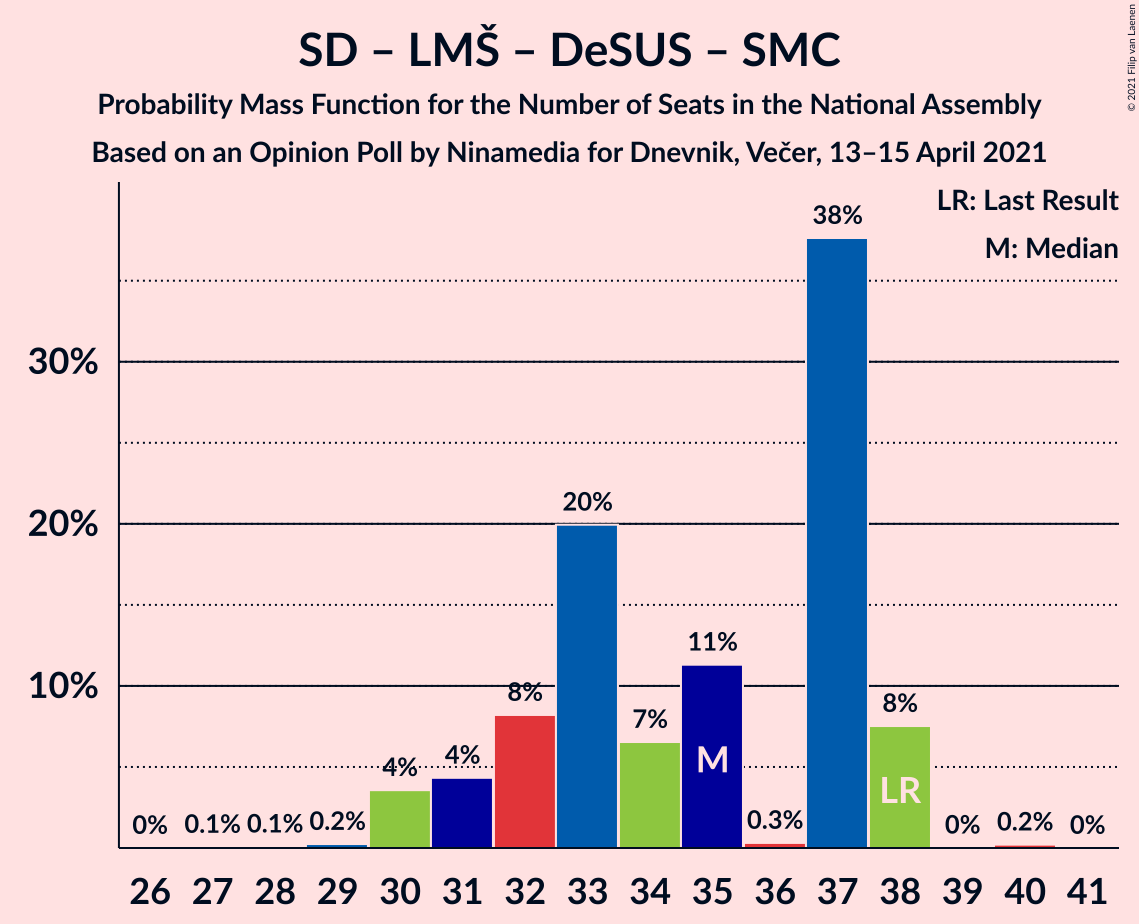 SD – LMŠ – DeSUS – SMC
Probability Mass Function for the Number of Seats in the National Assembly
Based on an Opinion Poll by Ninamedia for Dnevnik, Večer, 13–15 April 2021
© 2021 Filip van Laenen
LR: Last Result
M: Median
38%
30%
20%
20%
11%
10%
8%
8%
7%
4%
4%
M
LR
0%
0.1%
0.1%
0.2%
0.3%
0%
0.2%
0%
26 27 28 29 30 31 32 33 34 35 36 37 38 39 40 41